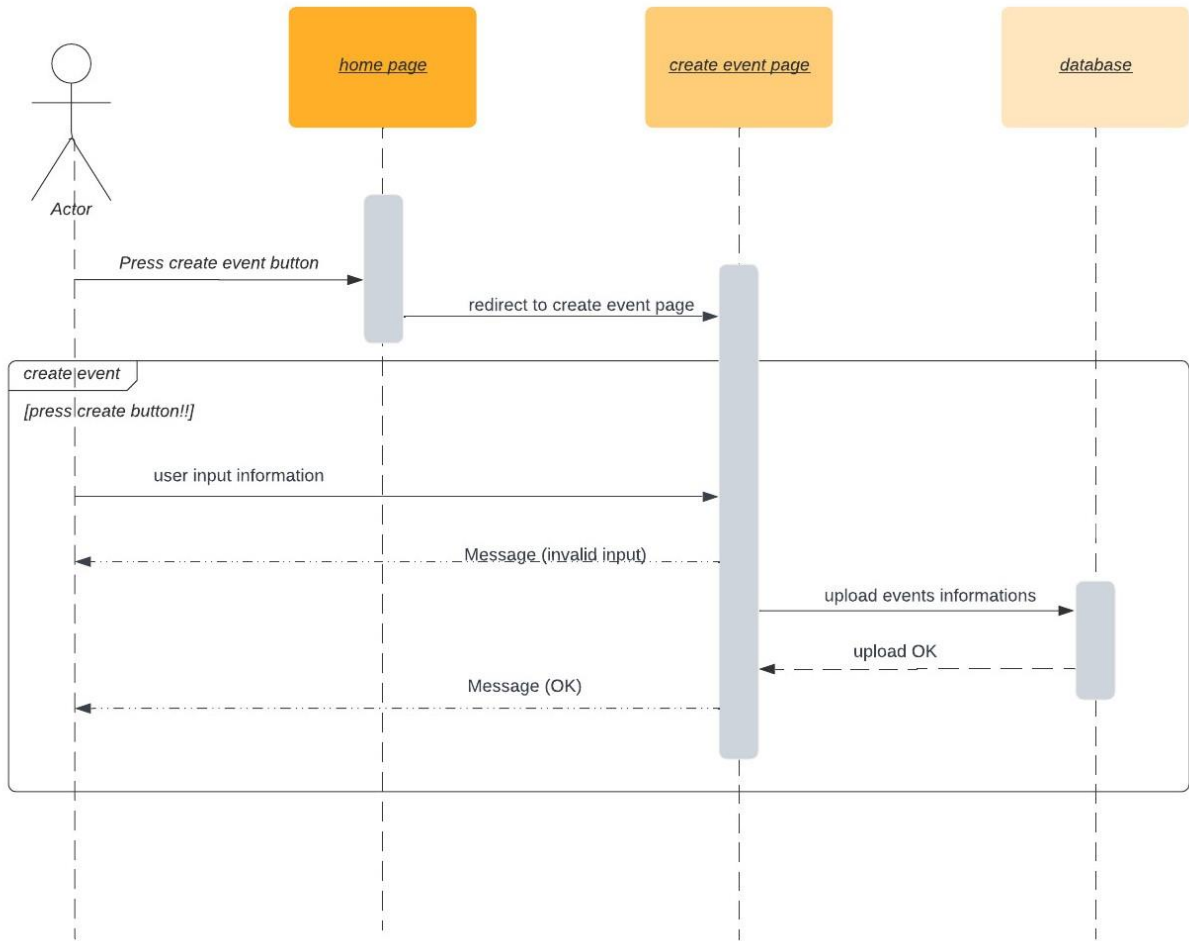 home page
create event page
database
Actor
Press create event button
redirect to create event page
create event
[press create button!!]
user input information
Message (invalid input)
upload events informations
upload OK
Message (OK)